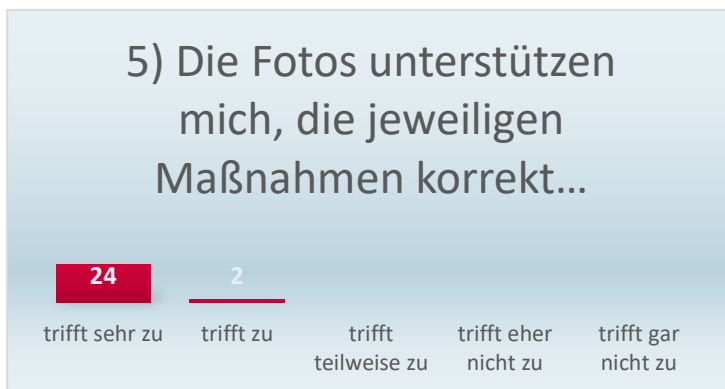 5) Die Fotos unterstützen
mich, die jeweiligen
Maßnahmen korrekt…
24
2
trifft sehr zu
trifft zu
trifft
teilweise zu
trifft eher
nicht zu
trifft gar
nicht zu